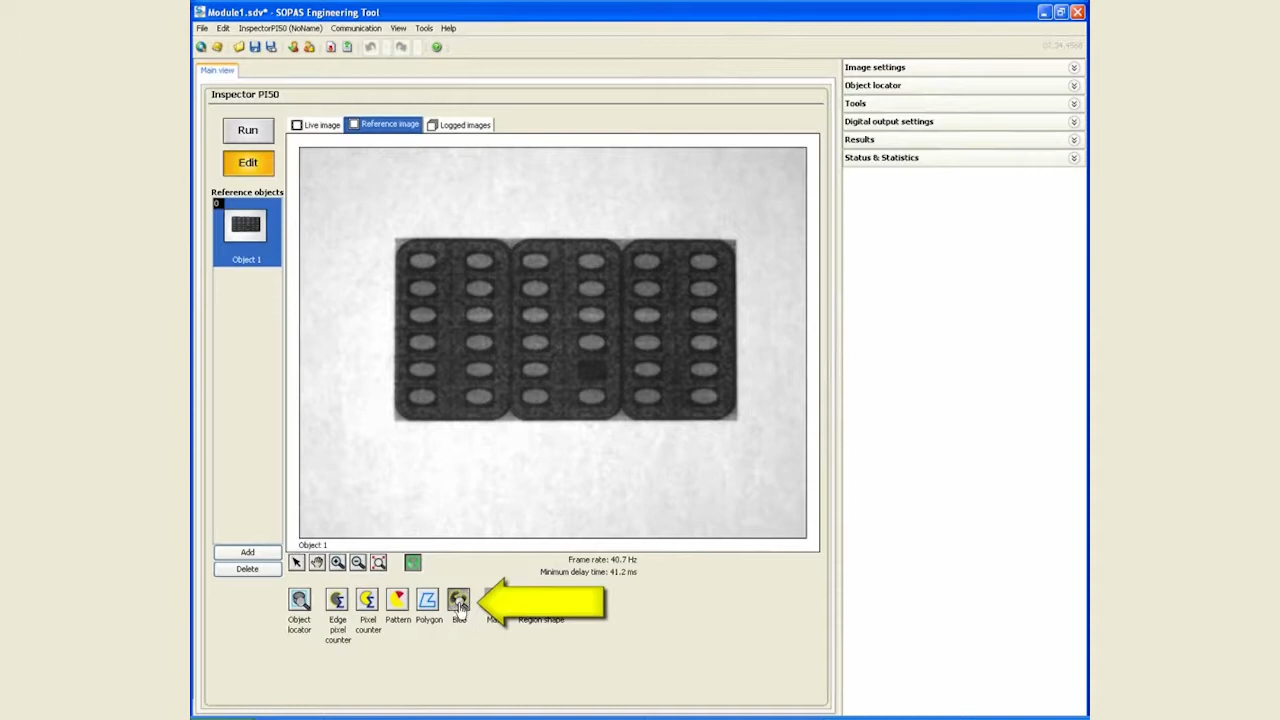 Module1.sdv* - SOPAS Engineering Tool
File Edit InspectorPI50 (NoName) Communication View Tools Help
Main view
Inspector PI50
Run
Edit
Live image Reference image Logged images
Reference objects
0
Object 1
Add
Delete
Object 1
Frame rate: 40.7 Hz
Minimum delay time: 41.2 ms
Object locator
Edge pixel counter
Pixel counter
Pattern
Polygon
Region shape
Image settings
Object locator
Tools
Digital output settings
Results
Status & Statistics